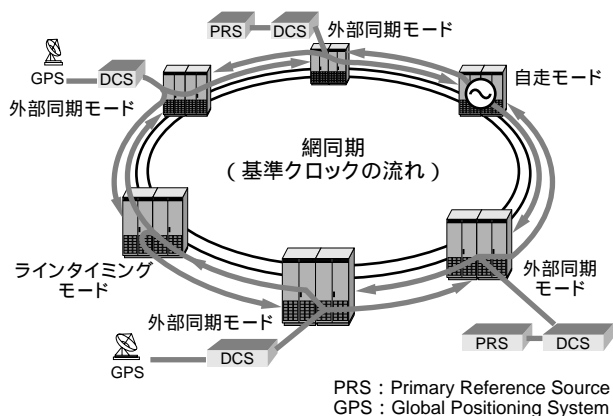 PRS
DCS
外部同期モード
GPS
DCS
外部同期モード
自走モード
網同期
（基準クロックの流れ）
ラインタイミング
モード
外部同期モード
GPS
DCS
外部同期
モード
PRS
DCS
PRS：Primary Reference Source
GPS：Global Positioning System